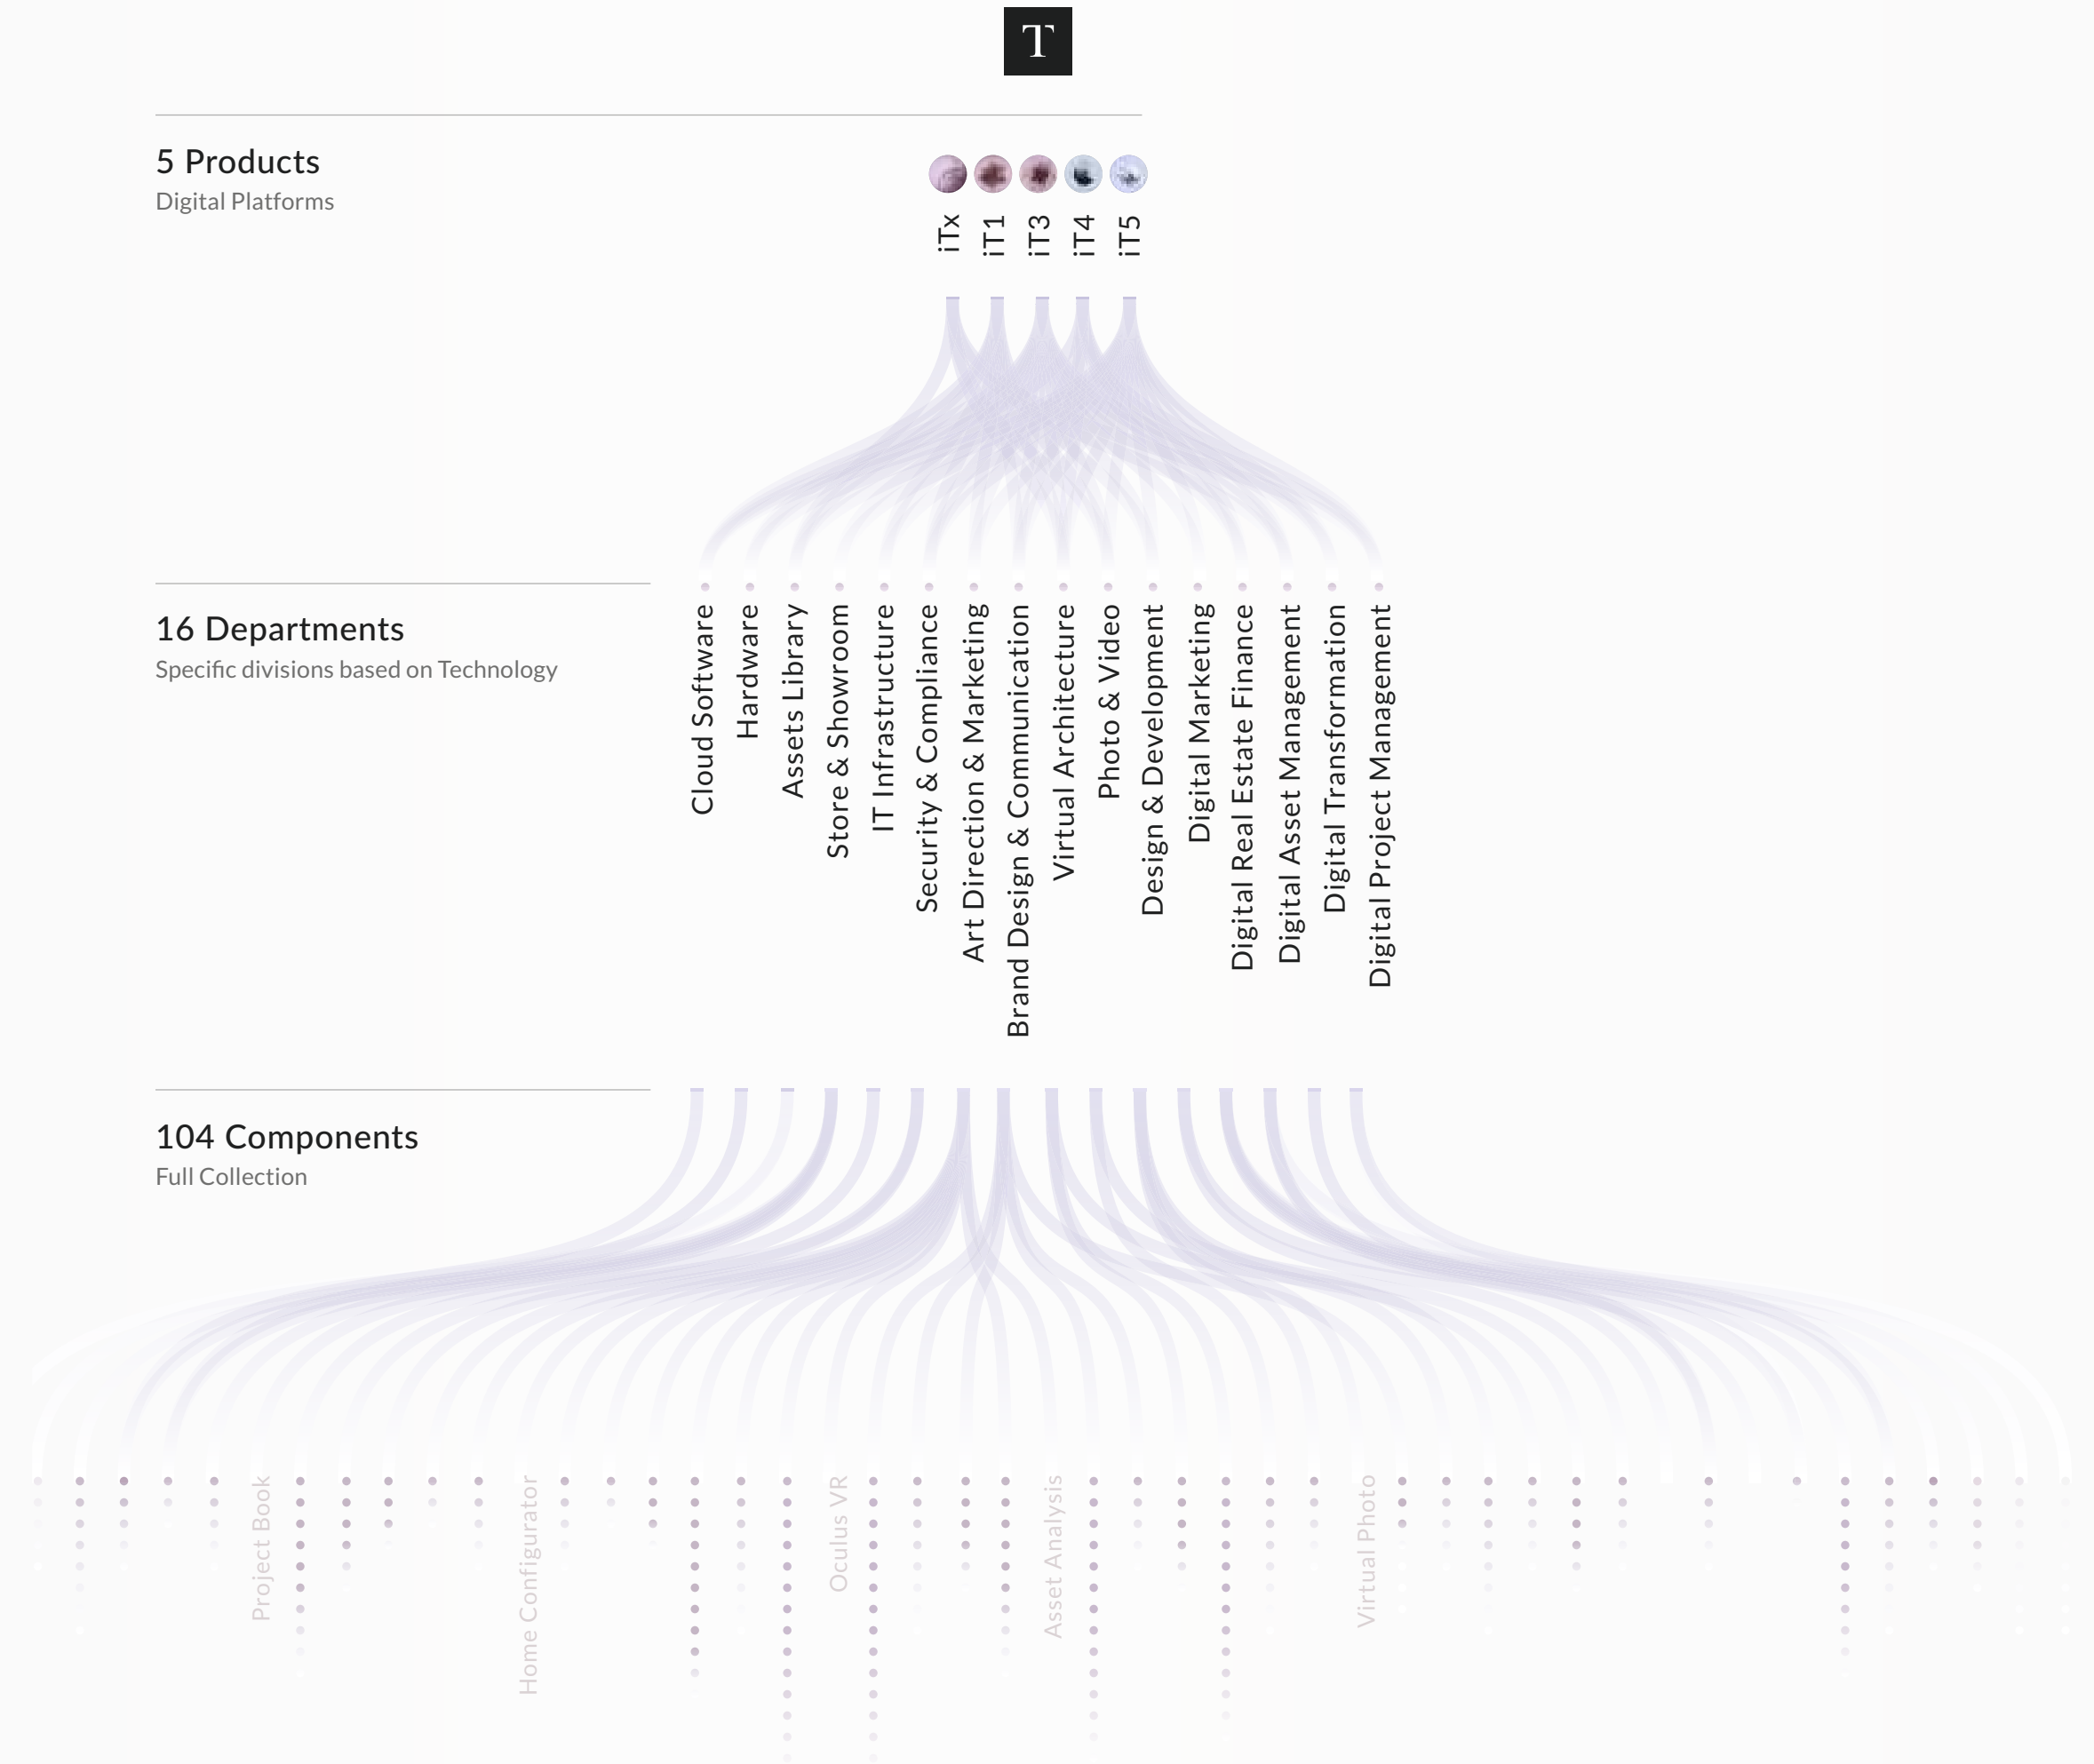 T
5 Products
Digital Platforms
iTx
iT1
iT3
iT4
iT5
16 Departments
Specific divisions based on Technology
Cloud Software
Hardware
Assets Library
Store & Showroom
IT Infrastructure
Security & Compliance
Art Direction & Marketing
Brand Design & Communication
Virtual Architecture
Photo & Video
Design & Development
Digital Marketing
Digital Real Estate Finance
Digital Asset Management
Digital Transformation
Digital Project Management
104 Components
Full Collection
Project Book
Home Configurator
Oculus VR
Asset Analysis
Virtual Photo